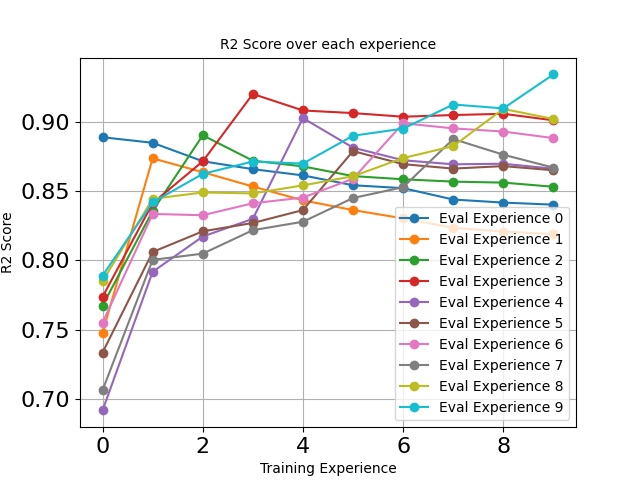 R2 Score over each experience
R2 Score
0.90
0.85
0.80
0.75
0.70
0 2 4 6 8
Training Experience
Eval Experience 0
Eval Experience 1
Eval Experience 2
Eval Experience 3
Eval Experience 4
Eval Experience 5
Eval Experience 6
Eval Experience 7
Eval Experience 8
Eval Experience 9